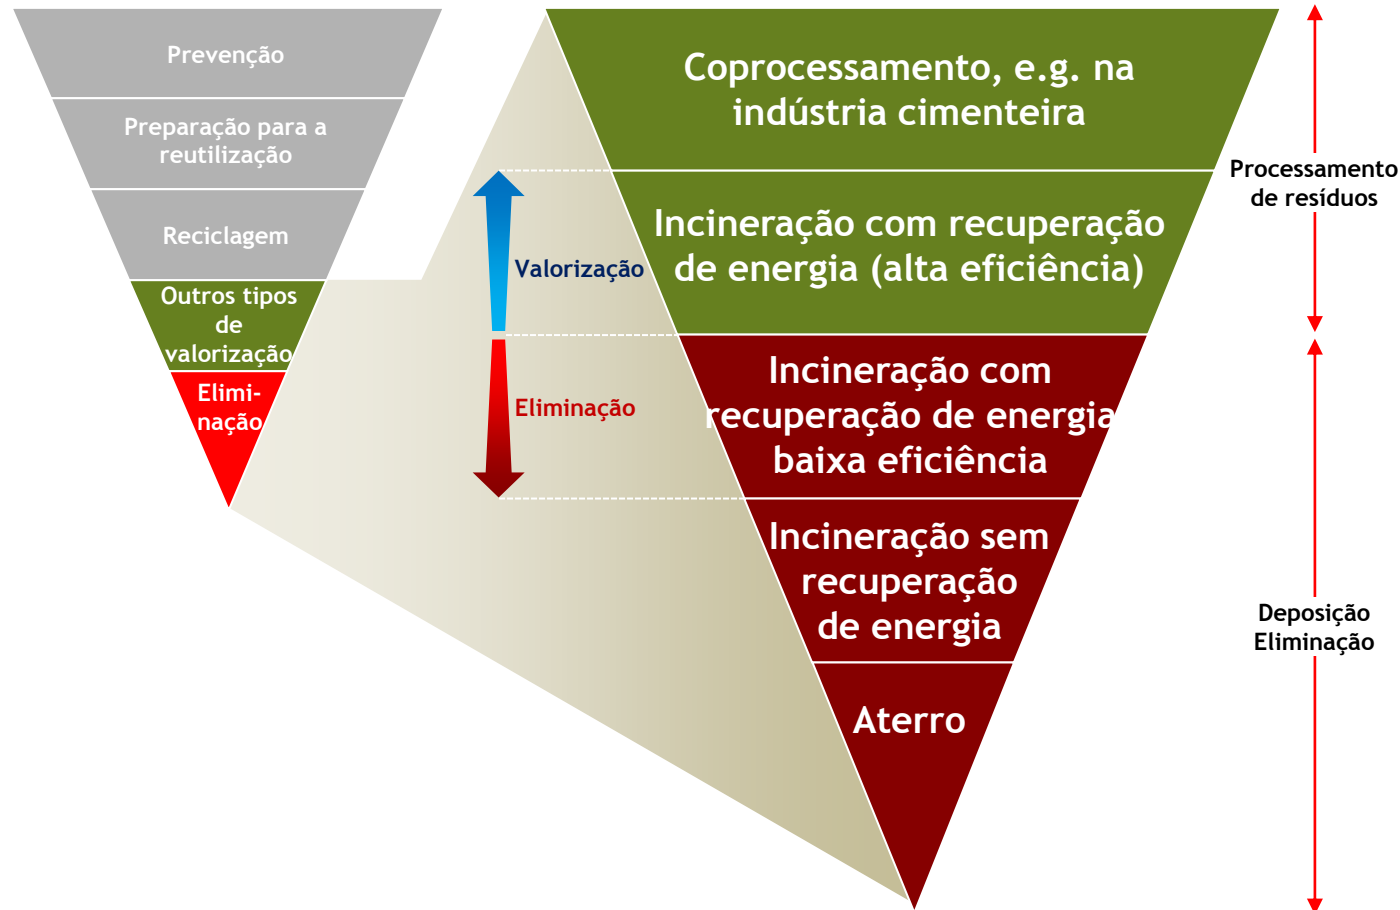 Prevenção
Preparação para a
reutilização
Reciclagem
Outros tipos
de
valorização
Elimi-
nação
Valorização
Eliminação
Coprocessamento, e.g. na
indústria cimenteira
Incineração com recuperação
de energia (alta eficiência)
Incineração com
recuperação de energia
baixa eficiência
Incineração sem
recuperação
de energia
Aterro
Processamento
de resíduos
Deposição
Eliminação